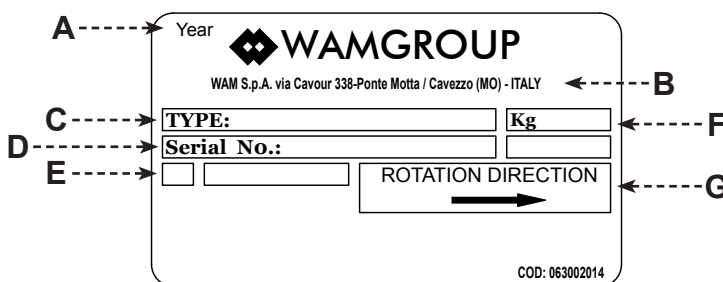 A
Year
WAMGROUP
WAM S.p.A. via Cavour 338-Ponte Motta / Cavezzo (MO) - ITALY
B
C
TYPE:
Kg
F
D
Serial No.:
E
ROTATION DIRECTION
G
COD: 063002014